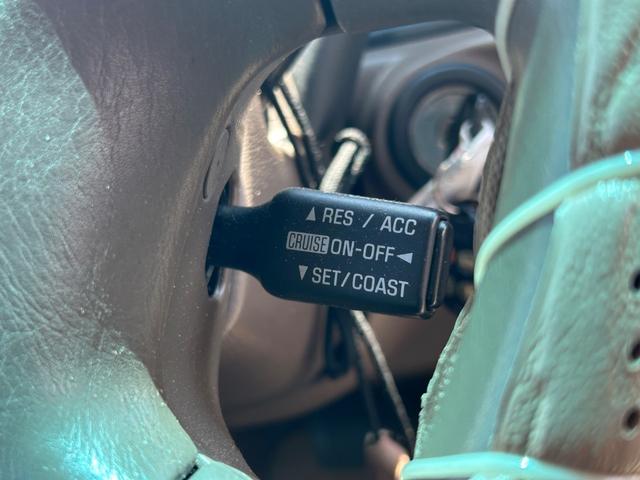 ▲ RES / ACC
CRUISE ON-OFF ◀
▼ SET/COAST